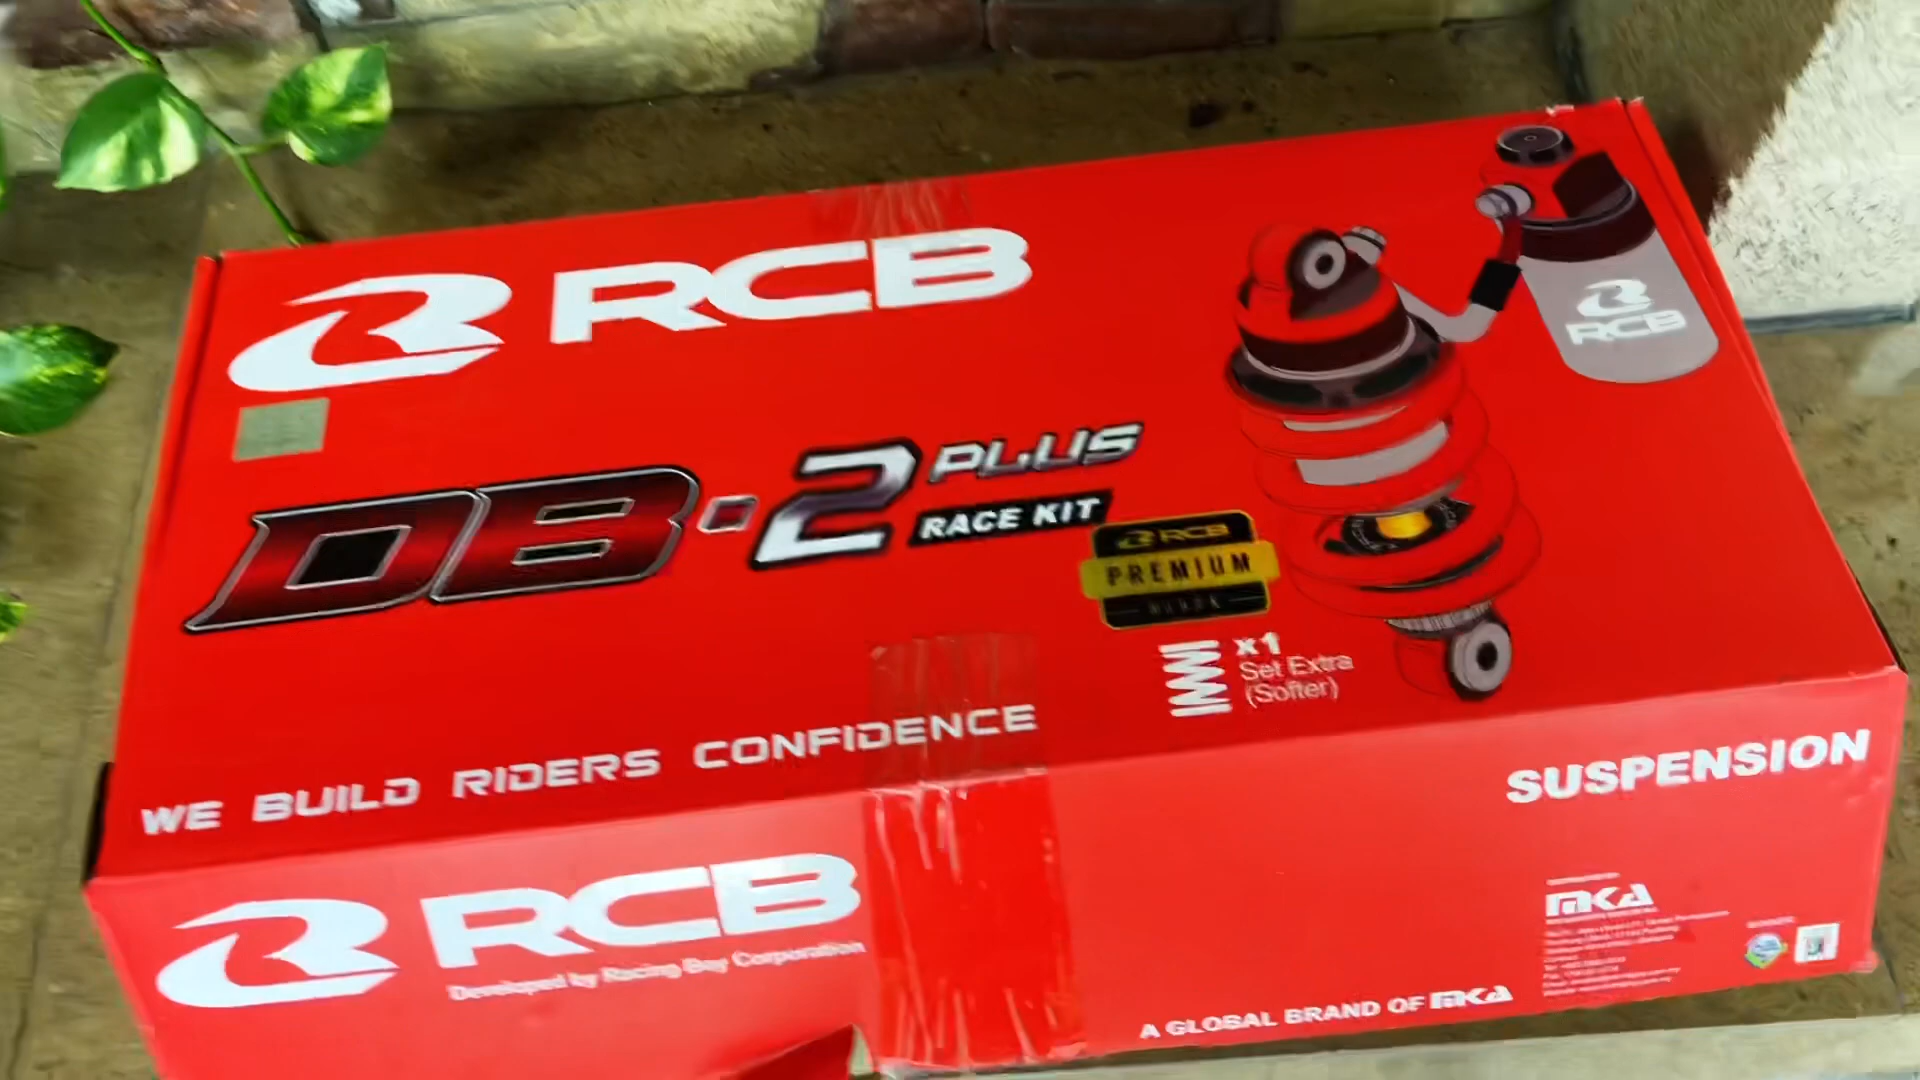 RCB
RCB
DB·2 PLUS
RACE KIT
RCB
PREMIUM
x1
Set Extra
(Softer)
WE BUILD RIDERS CONFIDENCE
SUSPENSION
RCB
Developed by Racing Boy Corporation
MKA
A GLOBAL BRAND OF MKA